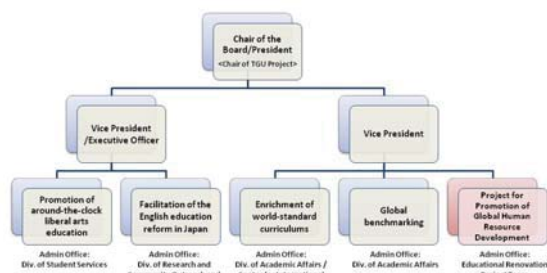 Chair of the
Board/President
<Chair of TGU Project>
Vice President
/Executive Officer
Vice President
Promotion of
around-the-clock
liberal arts
education
Facilitation of the
English education
reform in Japan
Enrichment of
world-standard
curriculums
Global
benchmarking
Project for
Promotion of
Global Human
Resource
Development
Admin Office:
Div. of Student Services
Admin Office:
Div. of Research and
Admin Office:
Div. of Academic Affairs /
Admin Office:
Div. of Academic Affairs
Admin Office:
Educational Renovation